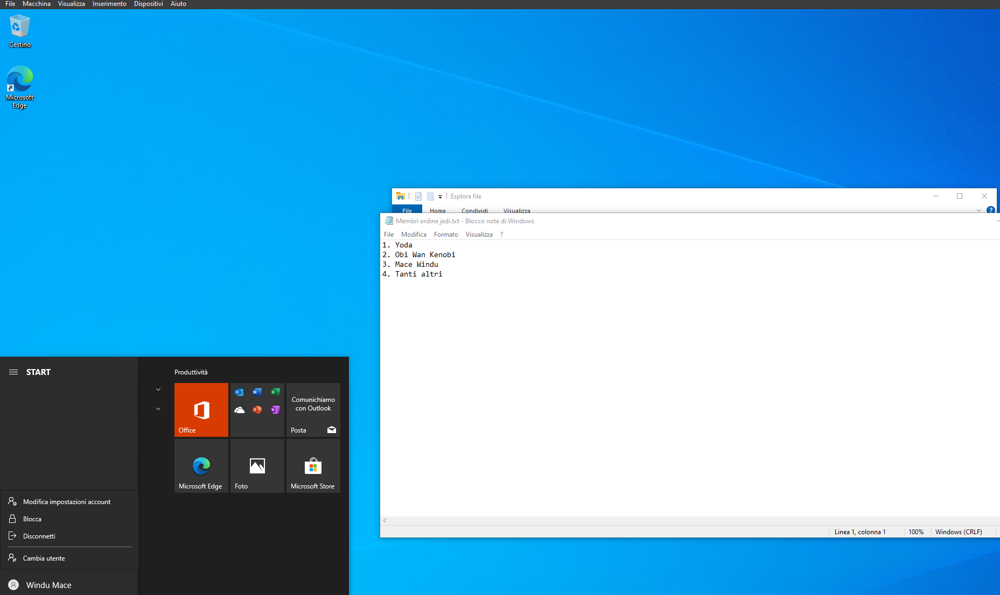 File Macchina Visualizza Inserimento Dispositivi Aiuto
Cestino
Microsoft
Edge
Esplora file
File Home Condividi Visualizza ?
Membri ordine jedi.txt - Blocco note di Windows
File Modifica Formato Visualizza ?
1. Yoda
2. Obi Wan Kenobi
3. Mace Windu
4. Tanti altri
Linea 1, colonna 1 100% Windows (CRLF)
START
Produttività
Office
Comunichiamo
con Outlook
Posta
Microsoft Edge
Foto
Microsoft Store
Modifica impostazioni account
Blocca
Disconnetti
Cambia utente
Windu Mace